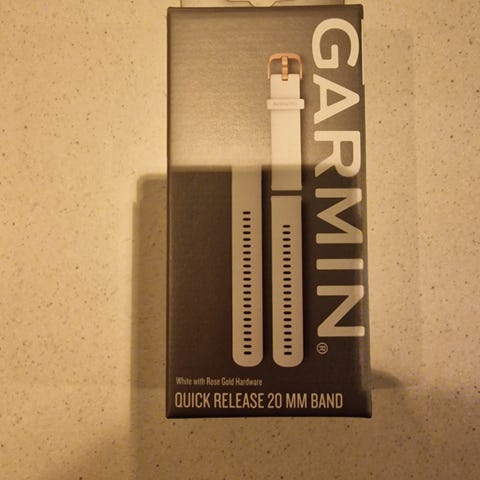 GARMIN®
White with Rose Gold Hardware
QUICK RELEASE 20 MM BAND